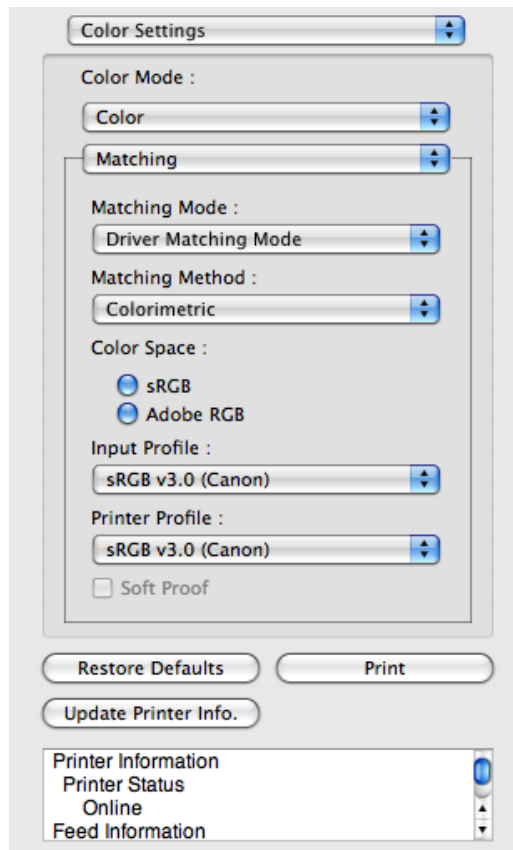 Color Settings
Color Mode :
Color
Matching
Matching Mode :
Driver Matching Mode
Matching Method :
Colorimetric
Color Space :
sRGB
Adobe RGB
Input Profile :
sRGB v3.0 (Canon)
Printer Profile :
sRGB v3.0 (Canon)
Soft Proof
Restore Defaults Print
Update Printer Info.
Printer Information
Printer Status
Online
Feed Information